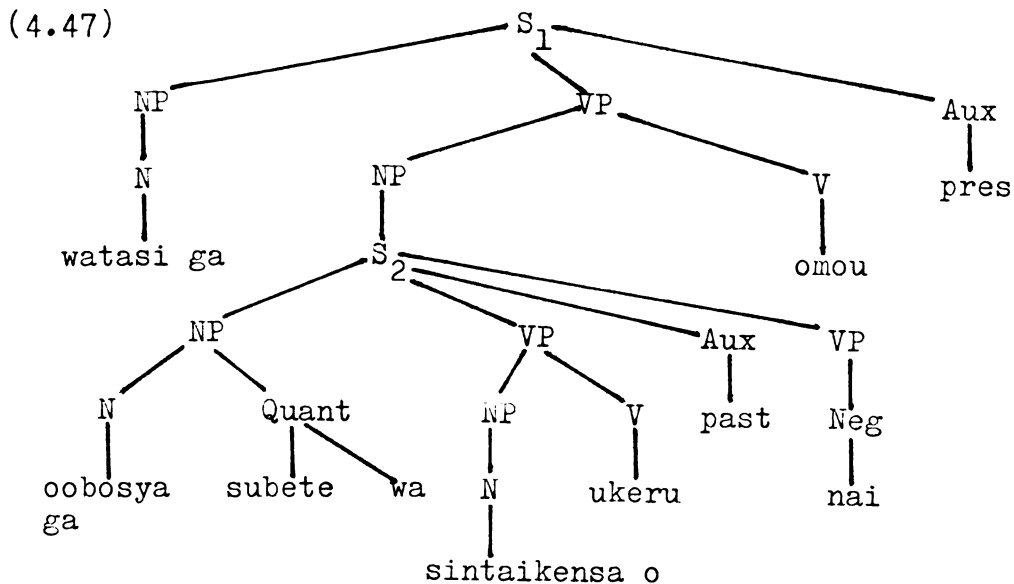 (4.47)
S1
NP VP Aux
N NP V pres
watasi ga S2 omou
NP VP Aux VP
N Quant NP V past Neg
oobosya subete wa N ukeru nai
ga
sintaikensa o